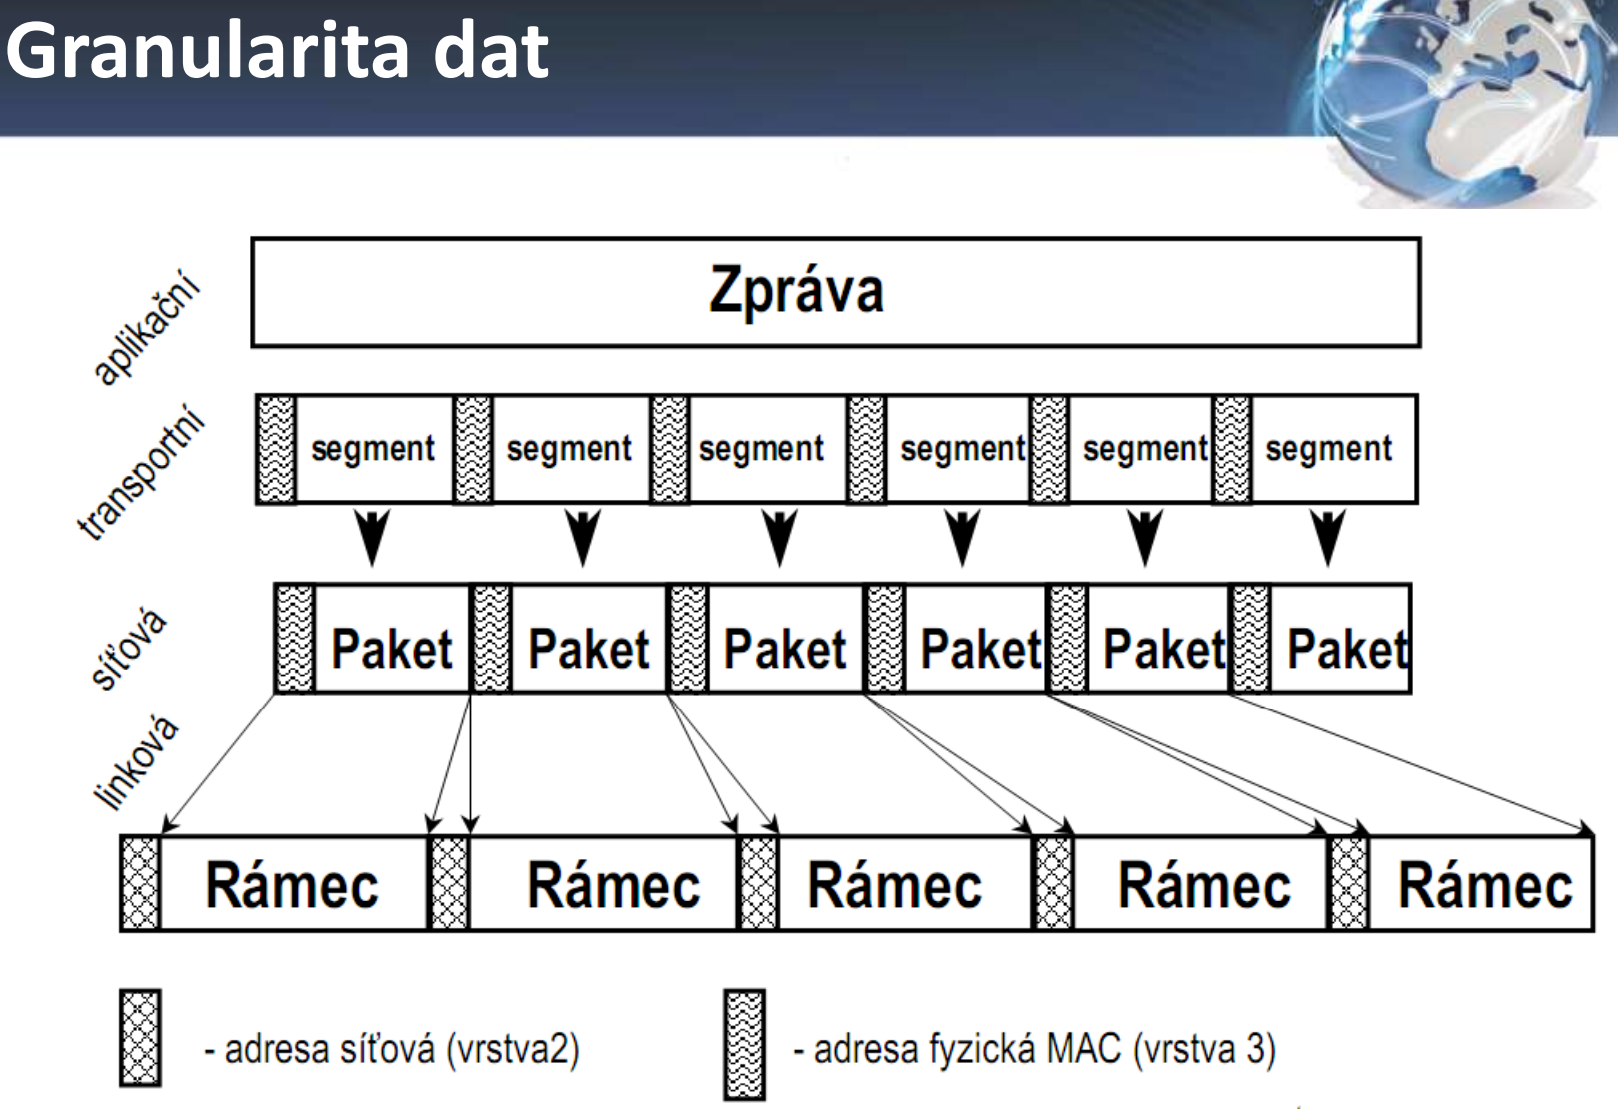 Granularita dat
aplikační
Zpráva
transportní
segment segment segment segment segment segment
síťová
Paket Paket Paket Paket Paket Paket
linková
Rámec Rámec Rámec Rámec Rámec
- adresa síťová (vrstva2)
- adresa fyzická MAC (vrstva 3)